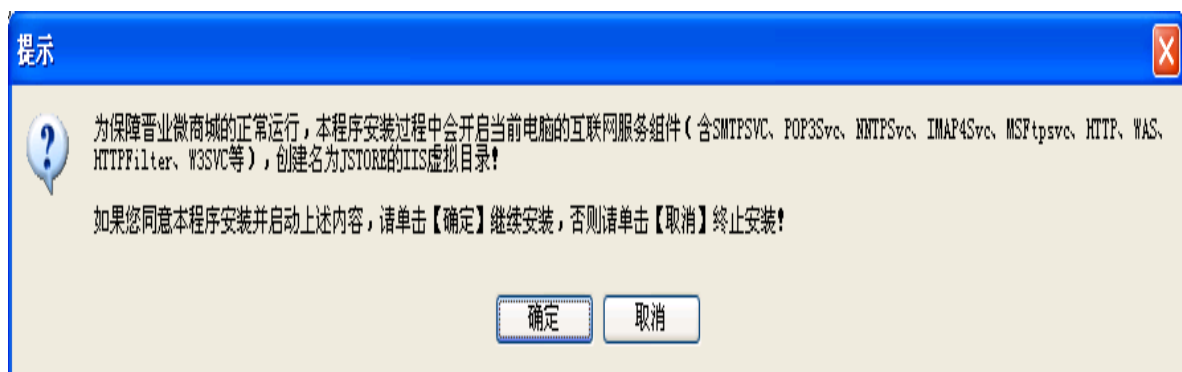 提示
为保障晋业微商城的正常运行，本程序安装过程中会开启当前电脑的互联网服务组件（含SMTPSVC、POP3Svc、NNTPSvc、IMAP4Svc、MSFtpsvc、HTTP、WAS、
HTTPFilter、W3SVC等），创建名为JSTORE的IIS虚拟目录！
如果您同意本程序安装并启动上述内容，请单击【确定】继续安装，否则请单击【取消】终止安装！
确定 取消